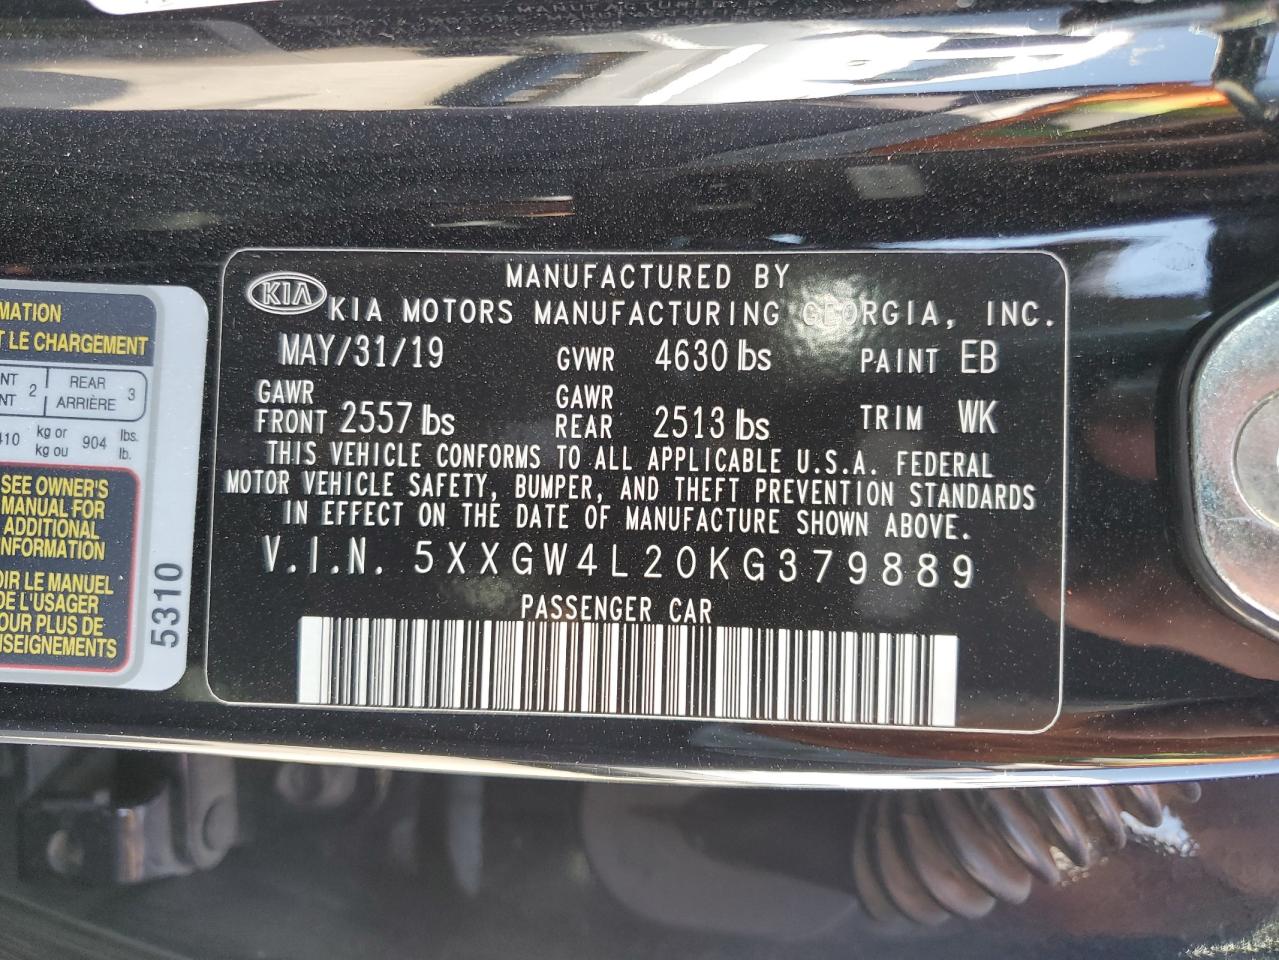 MANUFACTURED BY
KIA KIA MOTORS MANUFACTURING GEORGIA, INC.
MAY/31/19 GVWR 4630 lbs PAINT EB
GAWR FRONT 2557 lbs GAWR REAR 2513 lbs TRIM WK
THIS VEHICLE CONFORMS TO ALL APPLICABLE U.S.A. FEDERAL
MOTOR VEHICLE SAFETY, BUMPER, AND THEFT PREVENTION STANDARDS
IN EFFECT ON THE DATE OF MANUFACTURE SHOWN ABOVE.
V.I.N. 5XXGW4L20KG379889
PASSENGER CAR
LE CHARGEMENT
2 REAR 3
ARRIÈRE
kg or 904 lbs.
kg ou lb.
SEE OWNER'S
MANUAL FOR
ADDITIONAL
INFORMATION
LE MANUEL
DE L'USAGER
POUR PLUS DE
5310